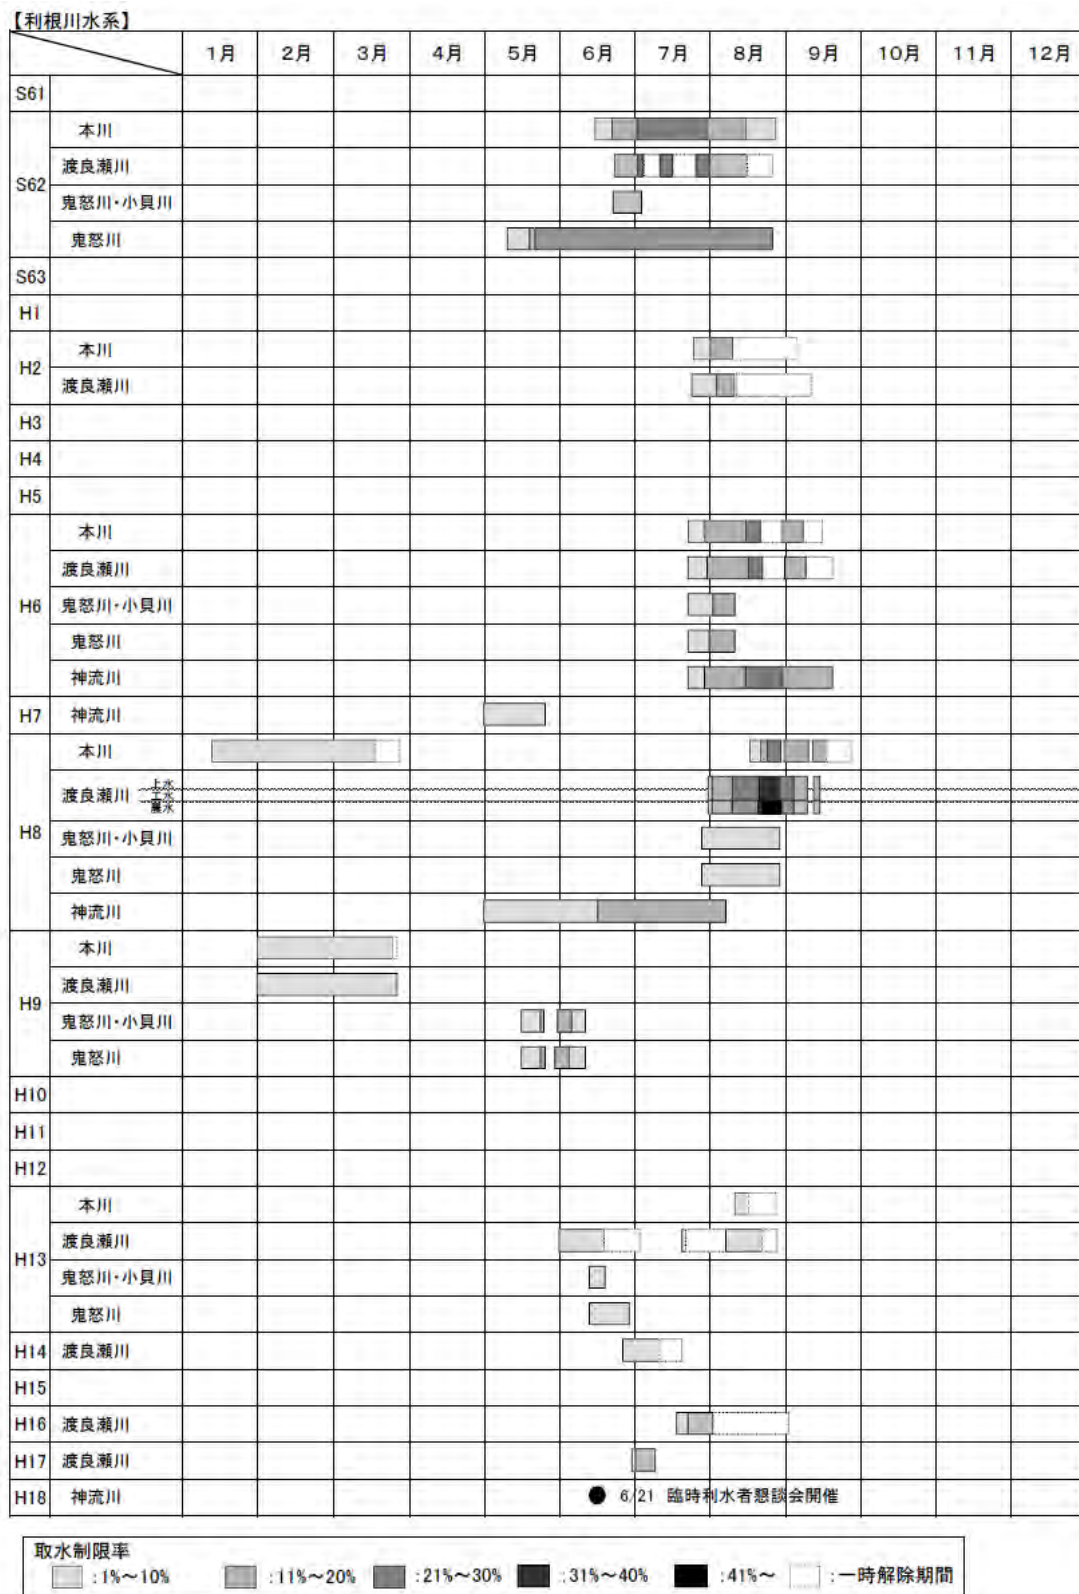 【利根川水系】
1月 2月 3月 4月 5月 6月 7月 8月 9月 10月 11月 12月
S61
S62
本川
渡良瀬川
鬼怒川・小貝川
鬼怒川
S63
H1
H2
本川
渡良瀬川
H3
H4
H5
H6
本川
渡良瀬川
鬼怒川・小貝川
鬼怒川
神流川
H7 神流川
H8
本川
渡良瀬川
上水
工水
農水
鬼怒川・小貝川
鬼怒川
神流川
H9
本川
渡良瀬川
鬼怒川・小貝川
鬼怒川
H10
H11
H12
H13
本川
渡良瀬川
鬼怒川・小貝川
鬼怒川
H14 渡良瀬川
H15
H16 渡良瀬川
H17 渡良瀬川
H18 神流川 ● 6/21 臨時利水者懇談会開催
取水制限率
:1%～10% :11%～20% :21%～30% :31%～40% :41%～ :一時解除期間